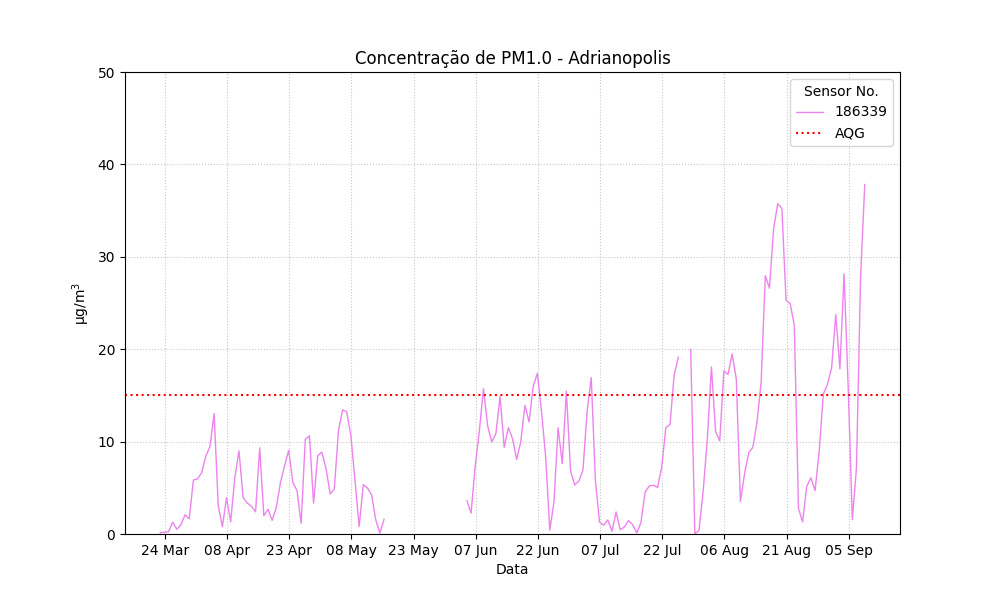 Concentração de PM1.0 - Adrianopolis
Sensor No.
186339
AQG
50
40
30
20
10
0
µg/m³
24 Mar 08 Apr 23 Apr 08 May 23 May 07 Jun 22 Jun 07 Jul 22 Jul 06 Aug 21 Aug 05 Sep
Data